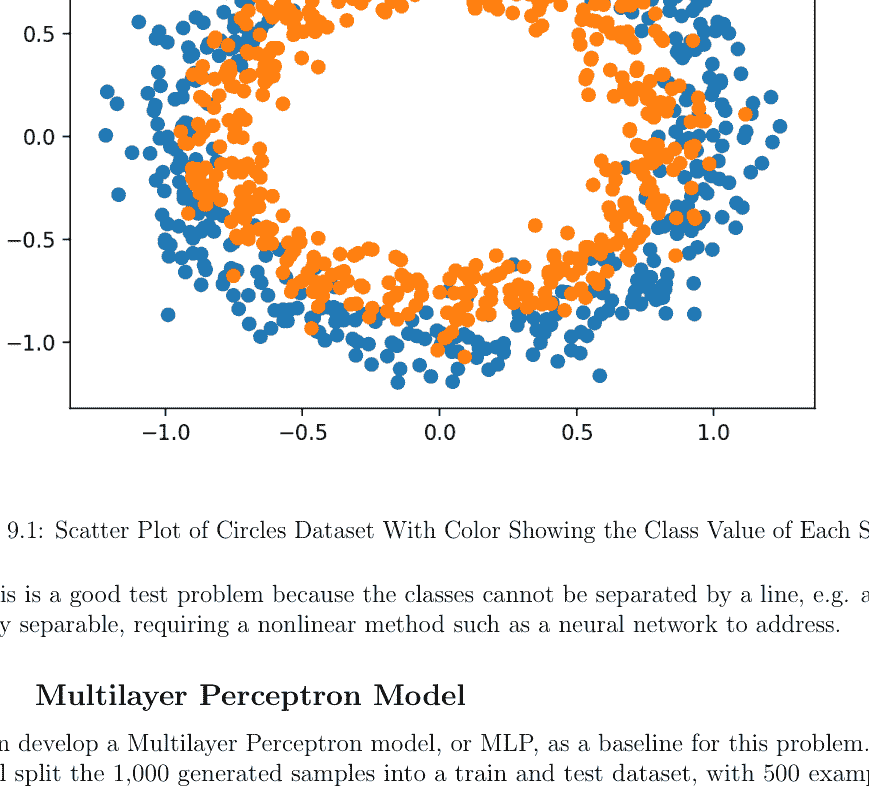 0.5
0.0
−0.5
−1.0
−1.0 −0.5 0.0 0.5 1.0
9.1: Scatter Plot of Circles Dataset With Color Showing the Class Value of Each S
is is a good test problem because the classes cannot be separated by a line, e.g. a
y separable, requiring a nonlinear method such as a neural network to address.
Multilayer Perceptron Model
n develop a Multilayer Perceptron model, or MLP, as a baseline for this problem.
l split the 1,000 generated samples into a train and test dataset, with 500 examp